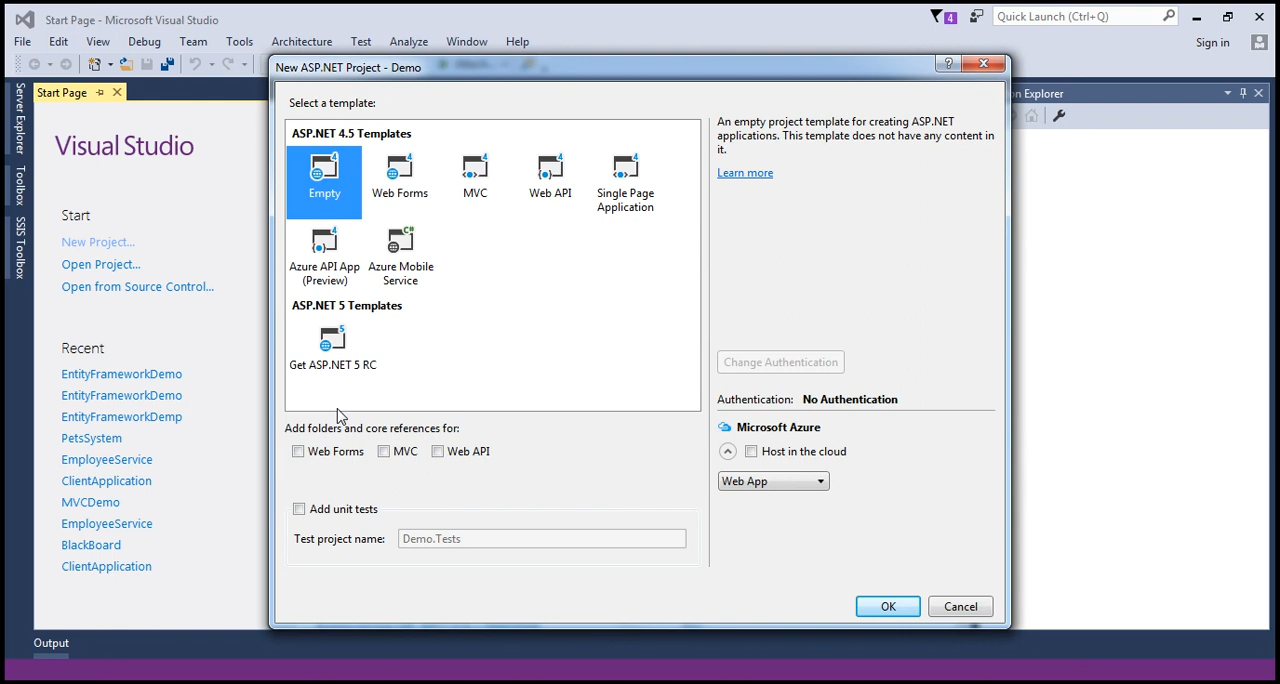 Start Page - Microsoft Visual Studio
4
Quick Launch (Ctrl+Q)
File Edit View Debug Team Tools Architecture Test Analyze Window Help
Sign in
Server Explorer
Toolbox
SSIS Toolbox
Start Page
Visual Studio
Start
New Project...
Open Project...
Open from Source Control...
Recent
EntityFrameworkDemo
EntityFrameworkDemo
EntityFrameworkDemp
PetsSystem
EmployeeService
ClientApplication
MVCDemo
EmployeeService
BlackBoard
ClientApplication
Output
New ASP.NET Project - Demo
Select a template:
ASP.NET 4.5 Templates
Empty
Web Forms
MVC
Web API
Single Page
Application
Azure API App
(Preview)
Azure Mobile
Service
ASP.NET 5 Templates
Get ASP.NET 5 RC
Add folders and core references for:
Web Forms MVC Web API
Add unit tests
Test project name: Demo.Tests
An empty project template for creating ASP.NET
applications. This template does not have any content in
it.
Learn more
Change Authentication
Authentication: No Authentication
Microsoft Azure
Host in the cloud
Web App
OK Cancel
on Explorer